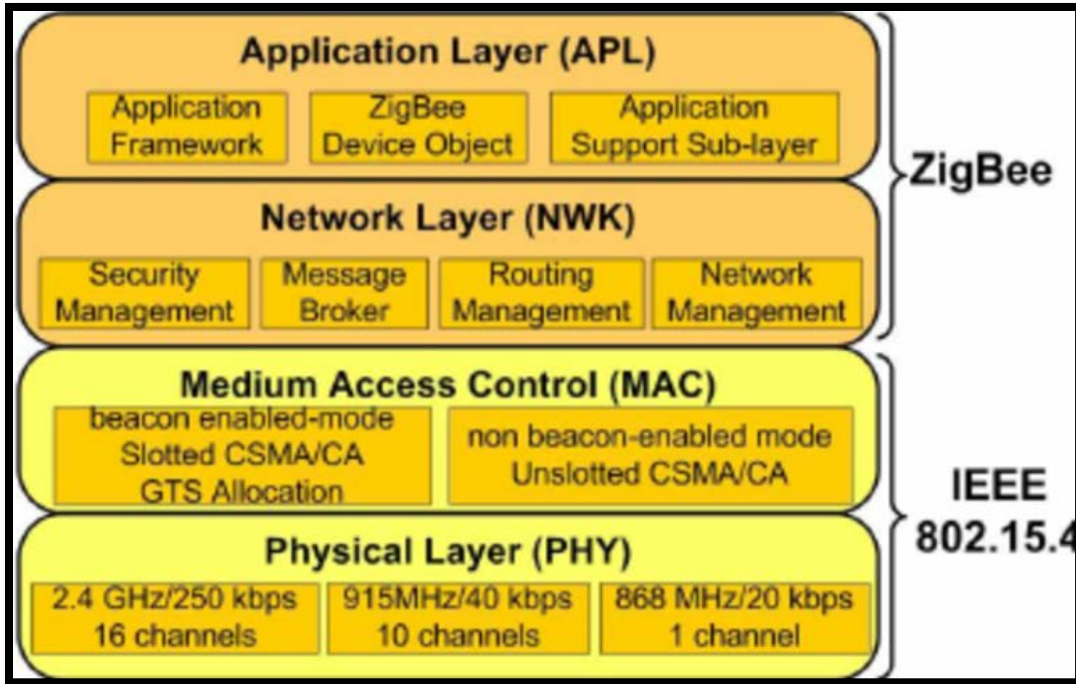 Application Layer (APL)
Application
Framework
ZigBee
Device Object
Application
Support Sub-layer
ZigBee
Network Layer (NWK)
Security
Management
Message
Broker
Routing
Management
Network
Management
Medium Access Control (MAC)
beacon enabled-mode
Slotted CSMA/CA
GTS Allocation
non beacon-enabled mode
Unslotted CSMA/CA
IEEE
802.15.4
Physical Layer (PHY)
2.4 GHz/250 kbps
16 channels
915MHz/40 kbps
10 channels
868 MHz/20 kbps
1 channel